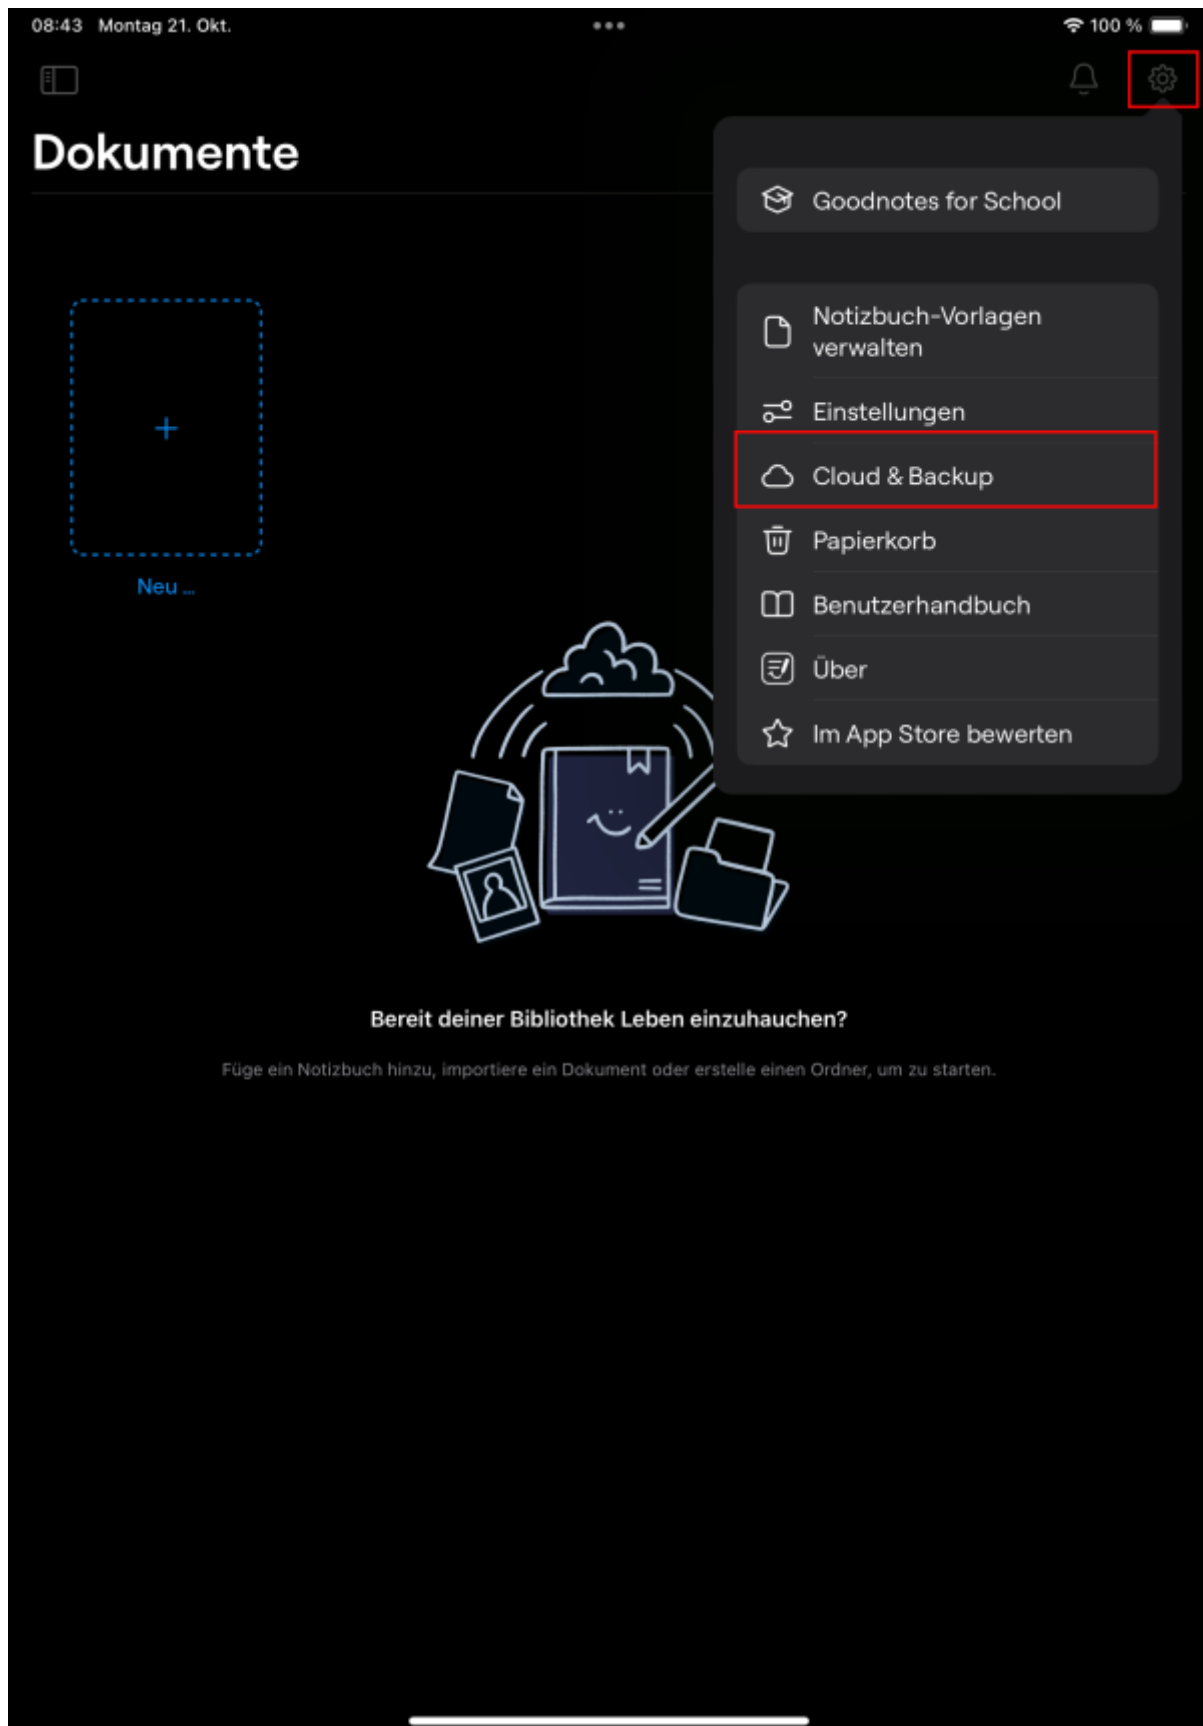 08:43 Montag 21. Okt.
100 %
Dokumente
Goodnotes for School
Notizbuch-Vorlagen
verwalten
Einstellungen
Cloud & Backup
Papierkorb
Benutzerhandbuch
Über
Im App Store bewerten
Neu ...
Bereit deiner Bibliothek Leben einzuhauchen?
Füge ein Notizbuch hinzu, importiere ein Dokument oder erstelle einen Ordner, um zu starten.